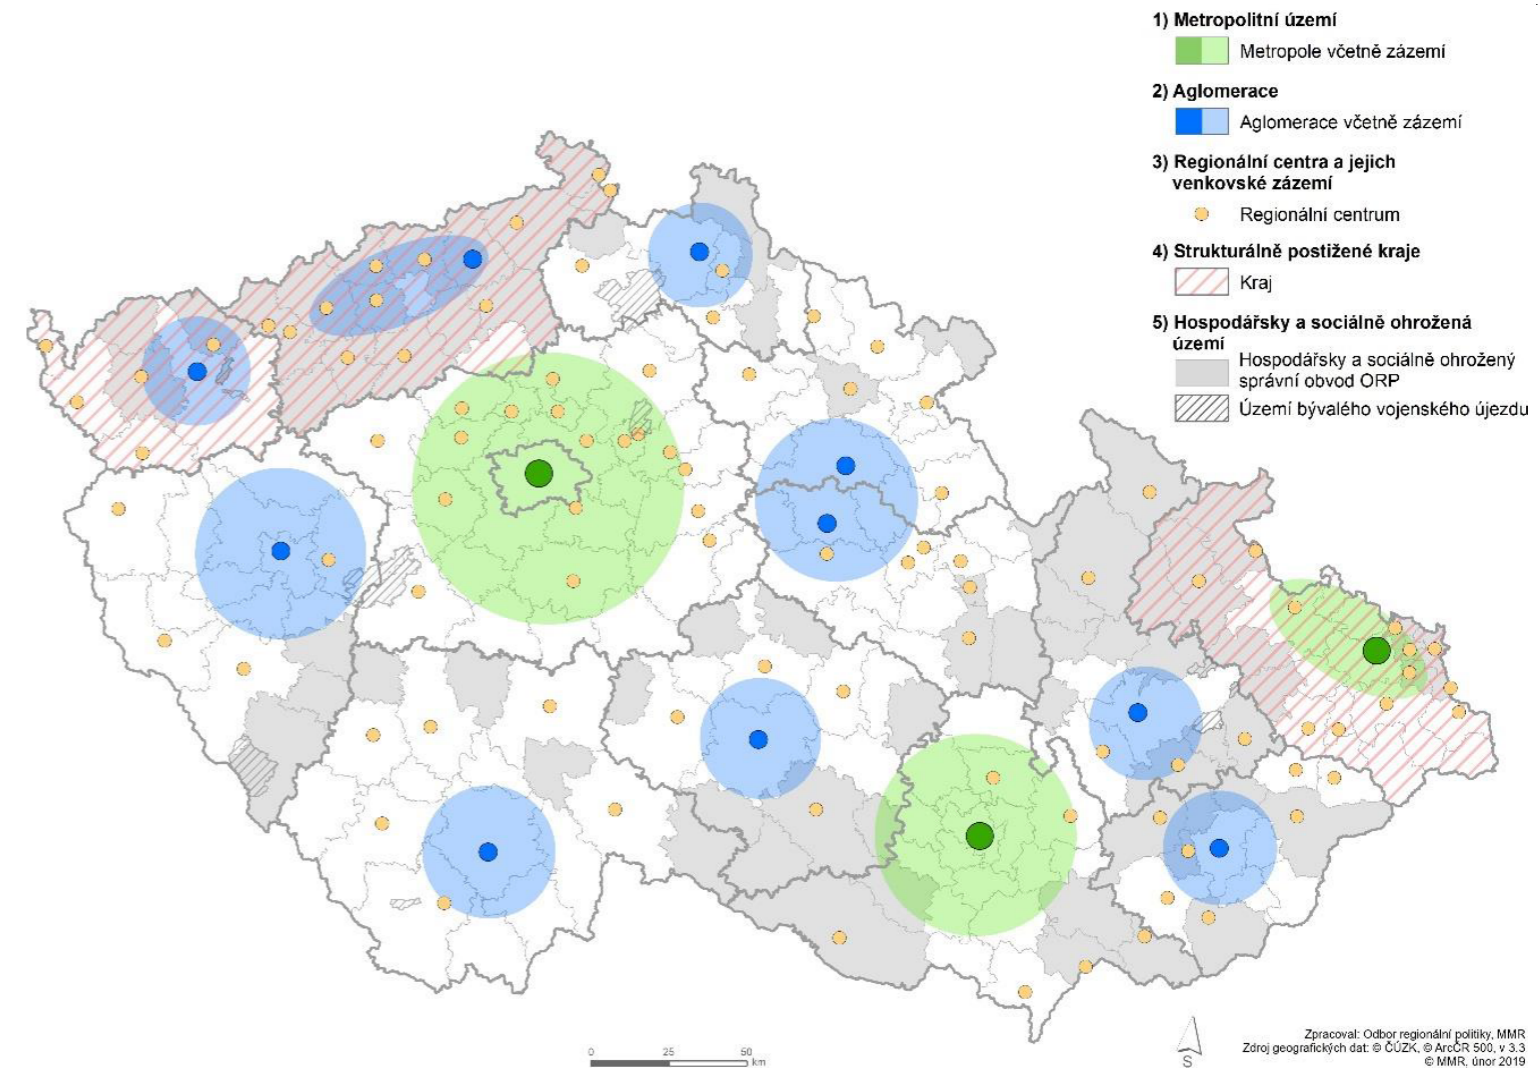 1) Metropolitní území
Metropole včetně zázemí
2) Aglomerace
Aglomerace včetně zázemí
3) Regionální centra a jejich
venkovské zázemí
Regionální centrum
4) Strukturálně postižené kraje
Kraj
5) Hospodářsky a sociálně ohrožená
území
Hospodářsky a sociálně ohrožený
správní obvod ORP
Území bývalého vojenského újezdu
0 25 50
km
S
Zpracoval: Odbor regionální politiky, MMR
Zdroj geografických dat: © ČÚZK, © ArcČR 500, v 3.3
© MMR, únor 2019